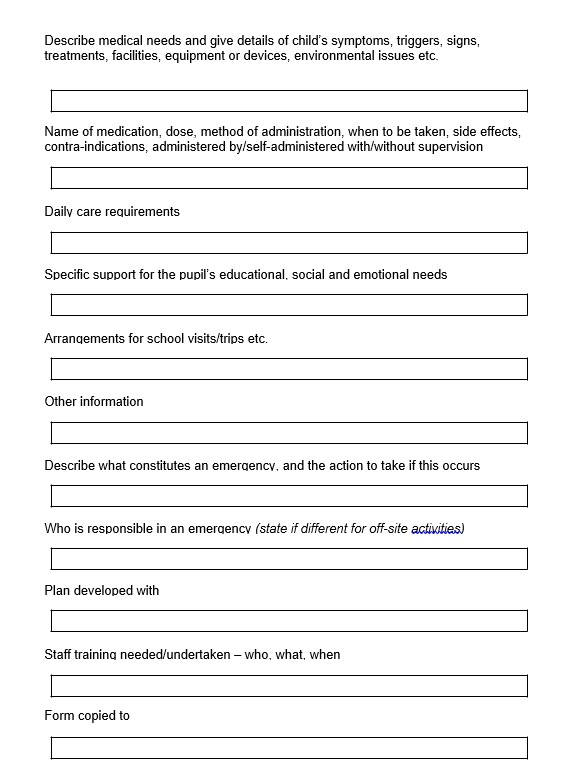 Describe medical needs and give details of child's symptoms, triggers, signs,
treatments, facilities, equipment or devices, environmental issues etc.
Name of medication, dose, method of administration, when to be taken, side effects,
contra-indications, administered by/self-administered with/without supervision
Daily care requirements
Specific support for the pupil's educational, social and emotional needs
Arrangements for school visits/trips etc.
Other information
Describe what constitutes an emergency, and the action to take if this occurs
Who is responsible in an emergency (state if different for off-site activities)
Plan developed with
Staff training needed/undertaken – who, what, when
Form copied to